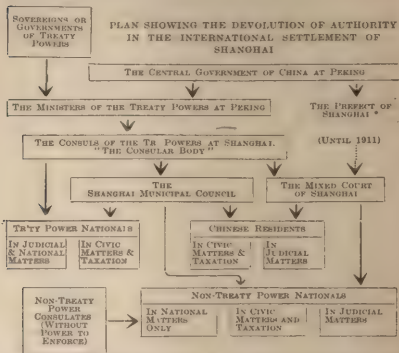 SOVEREIGNS OR
GOVERNMENTS
OF TREATY
POWERS
PLAN SHOWING THE DEVOLUTION OF AUTHORITY
IN THE INTERNATIONAL SETTLEMENT OF
SHANGHAI
THE CENTRAL GOVERNMENT OF CHINA AT PEKING
THE MINISTERS OF THE TREATY POWERS AT PEKING
THE PREFECT OF
SHANGHAI *
THE CONSULS OF THE TR POWERS AT SHANGHAI.
"THE CONSULAR BODY"
(UNTIL 1911)
THE
SHANGHAI MUNICIPAL COUNCIL
THE MIXED COURT
OF SHANGHAI
TR'TY POWER NATIONALS
IN JUDICIAL
& NATIONAL
MATTERS
IN CIVIC
MATTERS &
TAXATION
CHINESE RESIDENTS
IN CIVIC
MATTERS &
TAXATION
IN
JUDICIAL
MATTERS
NON-TREATY
POWER
CONSULATES
(WITHOUT
POWER TO
ENFORCE)
NON-TREATY POWER NATIONALS
IN NATIONAL
MATTERS
ONLY
IN CIVIC
MATTERS AND
TAXATION
IN JUDICIAL
MATTERS